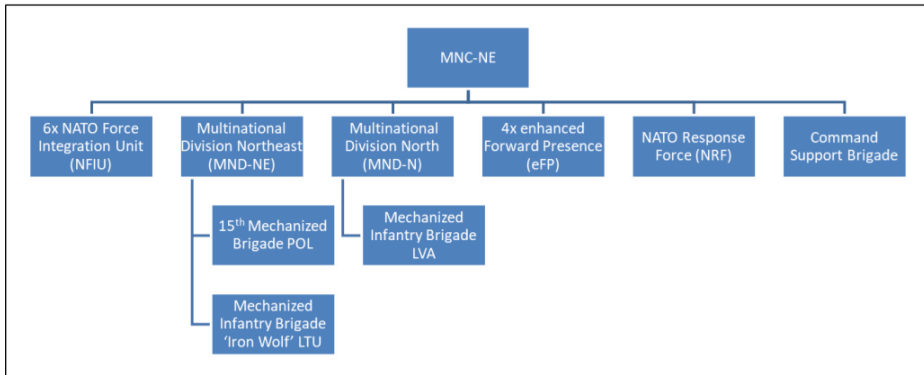 MNC-NE
6x NATO Force
Integration Unit
(NFIU)
Multinational
Division Northeast
(MND-NE)
Multinational
Division North
(MND-N)
4x enhanced
Forward Presence
(eFP)
NATO Response
Force (NRF)
Command
Support Brigade
15th Mechanized
Brigade POL
Mechanized
Infantry Brigade
LVA
Mechanized
Infantry Brigade
‘Iron Wolf’ LTU